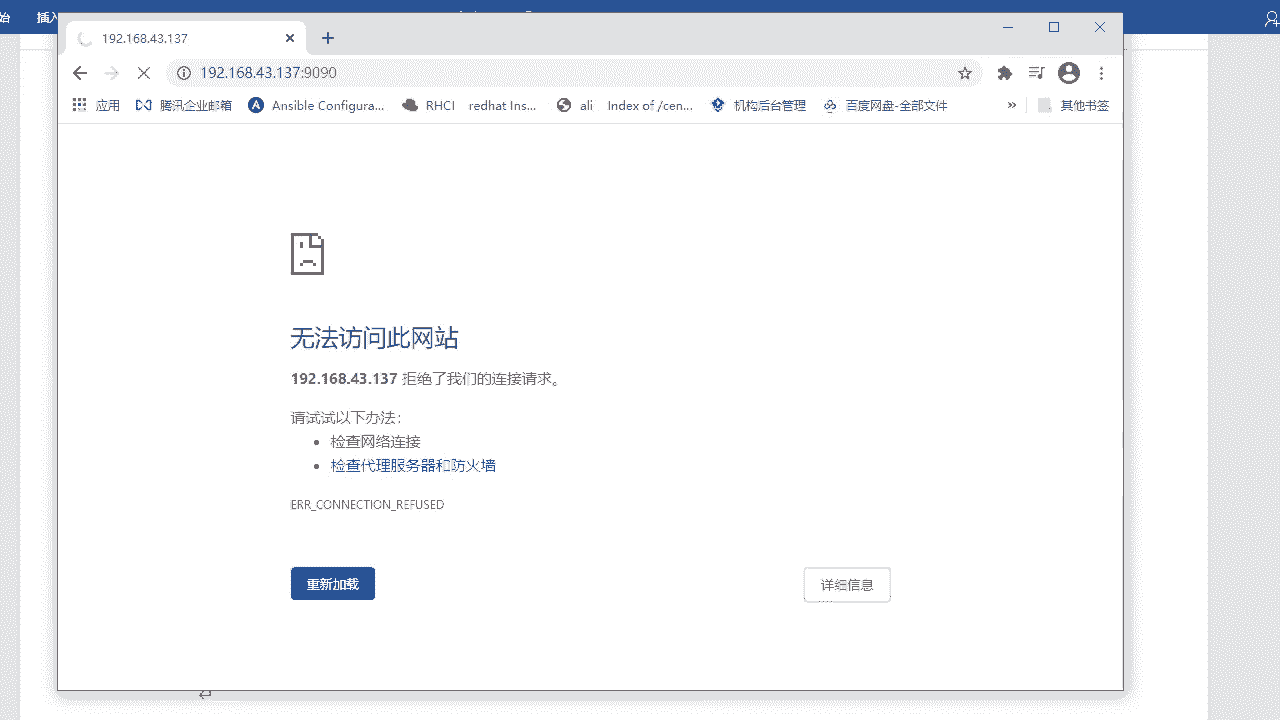 始 插入
192.168.43.137
192.168.43.137:9090
应用 腾讯企业邮箱 Ansible Configura... RHCI redhat Ins... ali Index of /cen... 机构后台管理 百度网盘-全部文件 » 其他书签
无法访问此网站
192.168.43.137 拒绝了我们的连接请求。
请试试以下办法：
• 检查网络连接
• 检查代理服务器和防火墙
ERR_CONNECTION_REFUSED
重新加载 详细信息